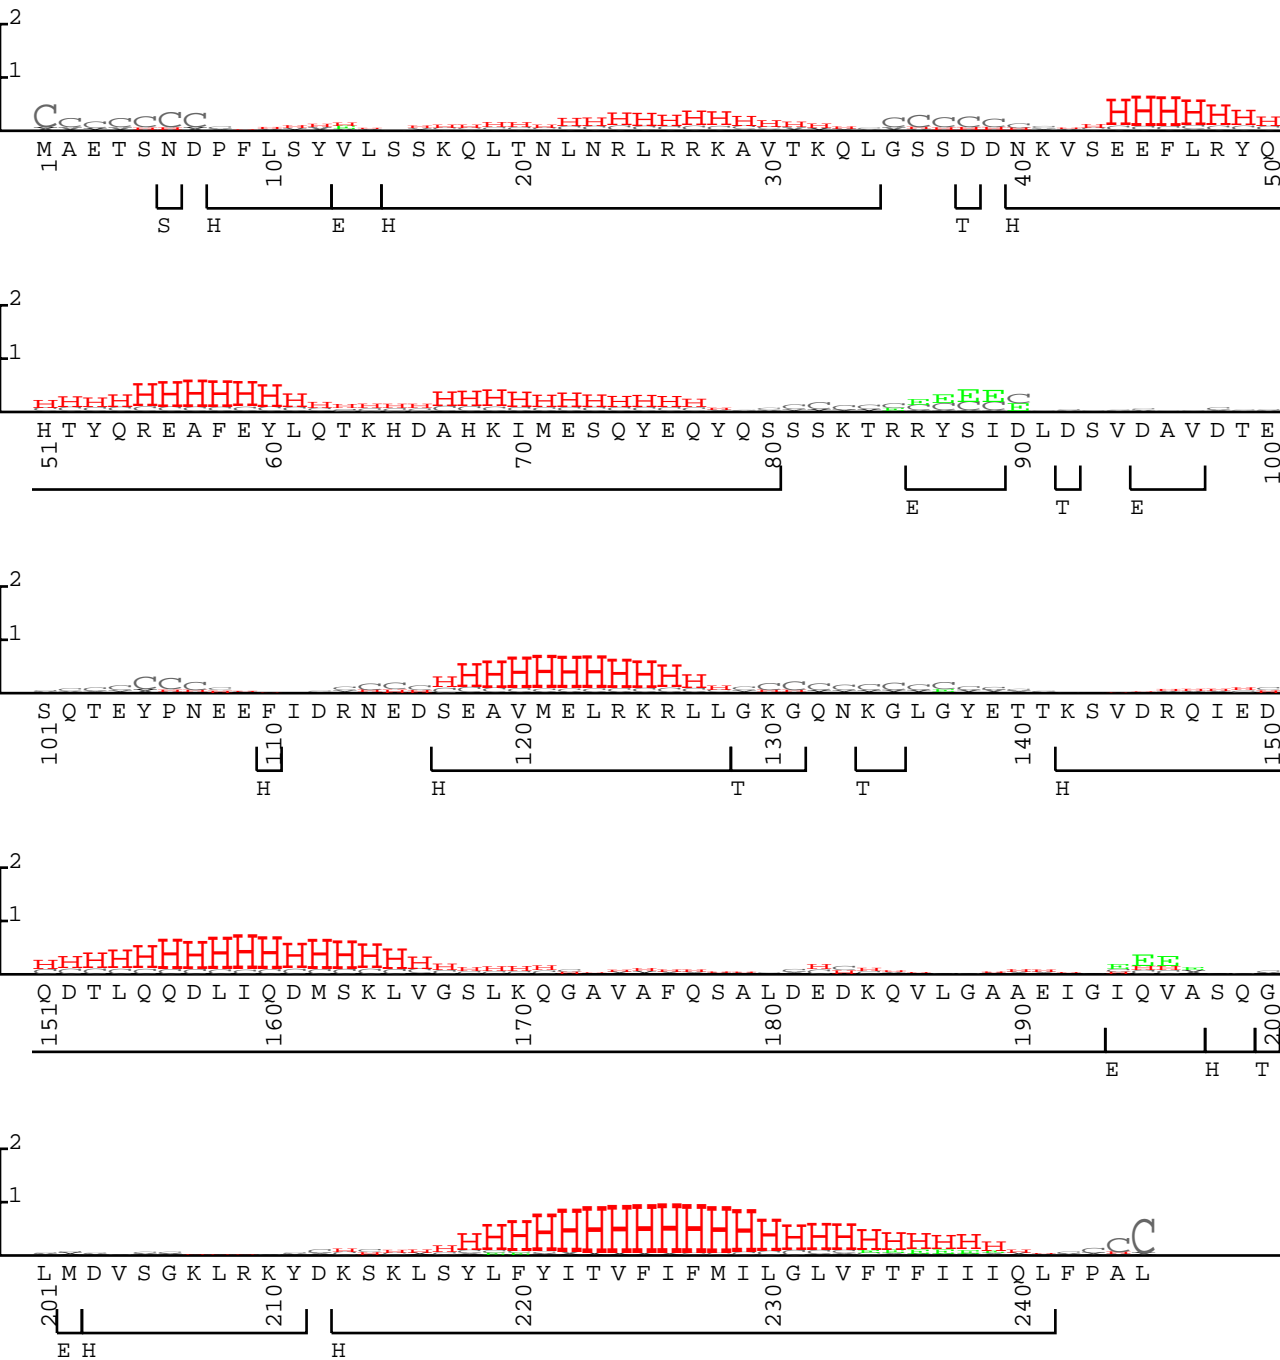 2
1
M A E T S N D P F L S Y V L S S K Q L T N L N R L R R K A V T K Q L G S S D D N K V S E E F L R Y Q
1 10 20 30 40 50
S H E H T H
2
1
H T Y Q R E A F E Y L Q T K H D A H K I M E S Q Y E Q Y Q S S S K T R R Y S I D L D S V D A V D T E
51 60 70 80 90 100
E T E
2
1
S Q T E Y P N E E F I D R N E D S E A V M E L R K R L L G K G Q N K G L G Y E T T K S V D R Q I E D
101 110 120 130 140 150
H H T T H
2
1
Q D T L Q Q D L I Q D M S K L V G S L K Q G A V A F Q S A L D E D K Q V L G A A E I G I Q V A S Q G
151 160 170 180 190 200
E H T
2
1
L M D V S G K L R K Y D K S K L S Y L F Y I T V F I F M I L G L V F T F I I I Q L F P A L
201 210 220 230 240
E H H